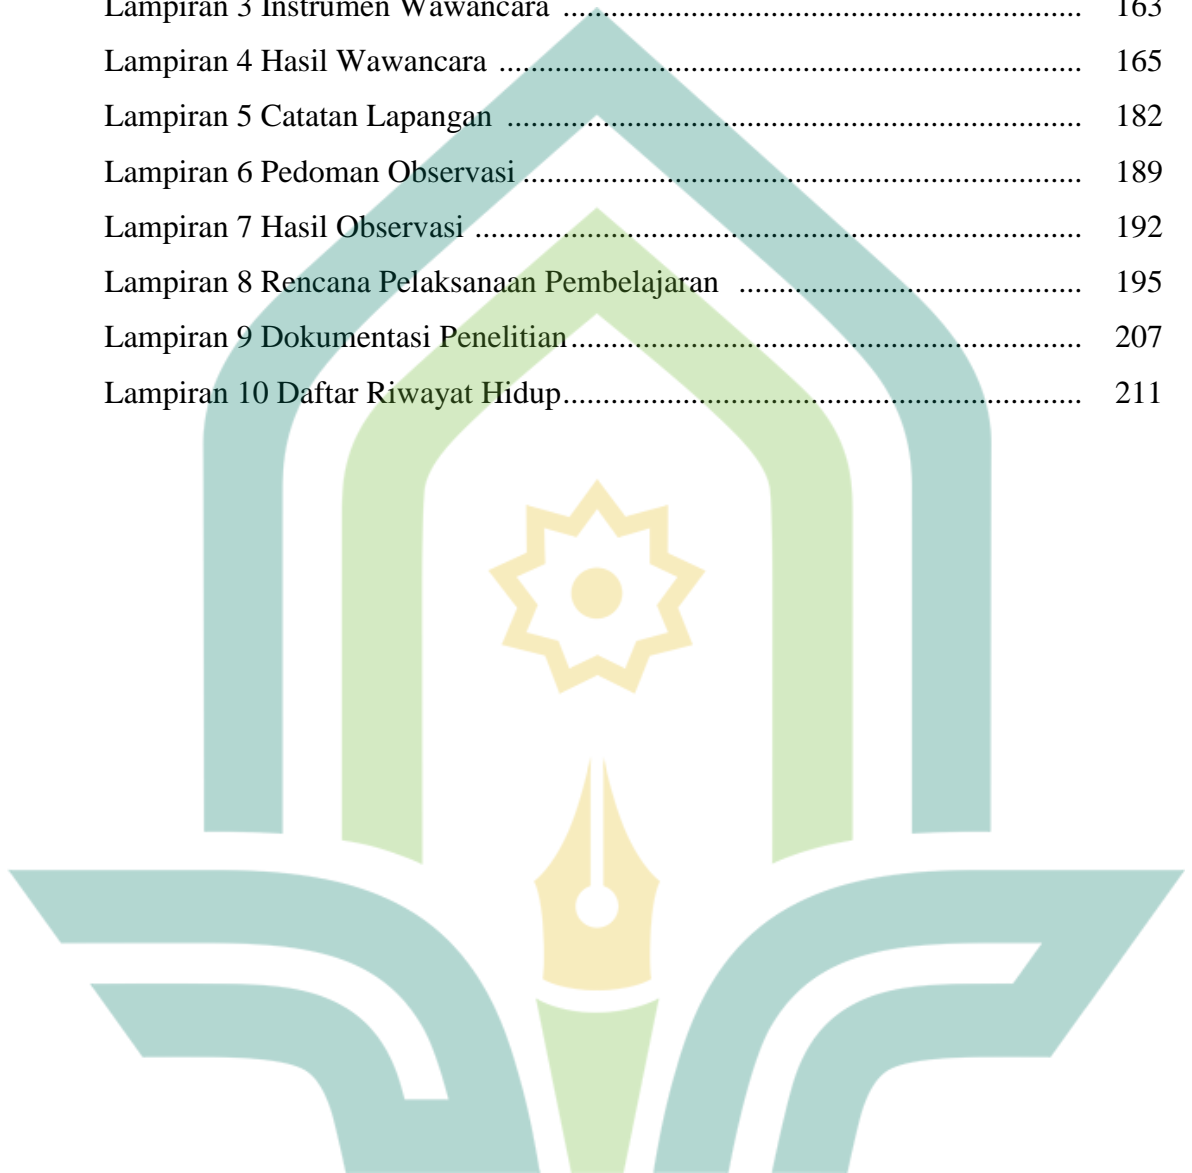 Lampiran 3 Instrumen Wawancara ................................................................ 163
Lampiran 4 Hasil Wawancara ........................................................................ 165
Lampiran 5 Catatan Lapangan ....................................................................... 182
Lampiran 6 Pedoman Observasi ..................................................................... 189
Lampiran 7 Hasil Observasi ........................................................................... 192
Lampiran 8 Rencana Pelaksanaan Pembelajaran .......................................... 195
Lampiran 9 Dokumentasi Penelitian............................................................... 207
Lampiran 10 Daftar Riwayat Hidup................................................................ 211